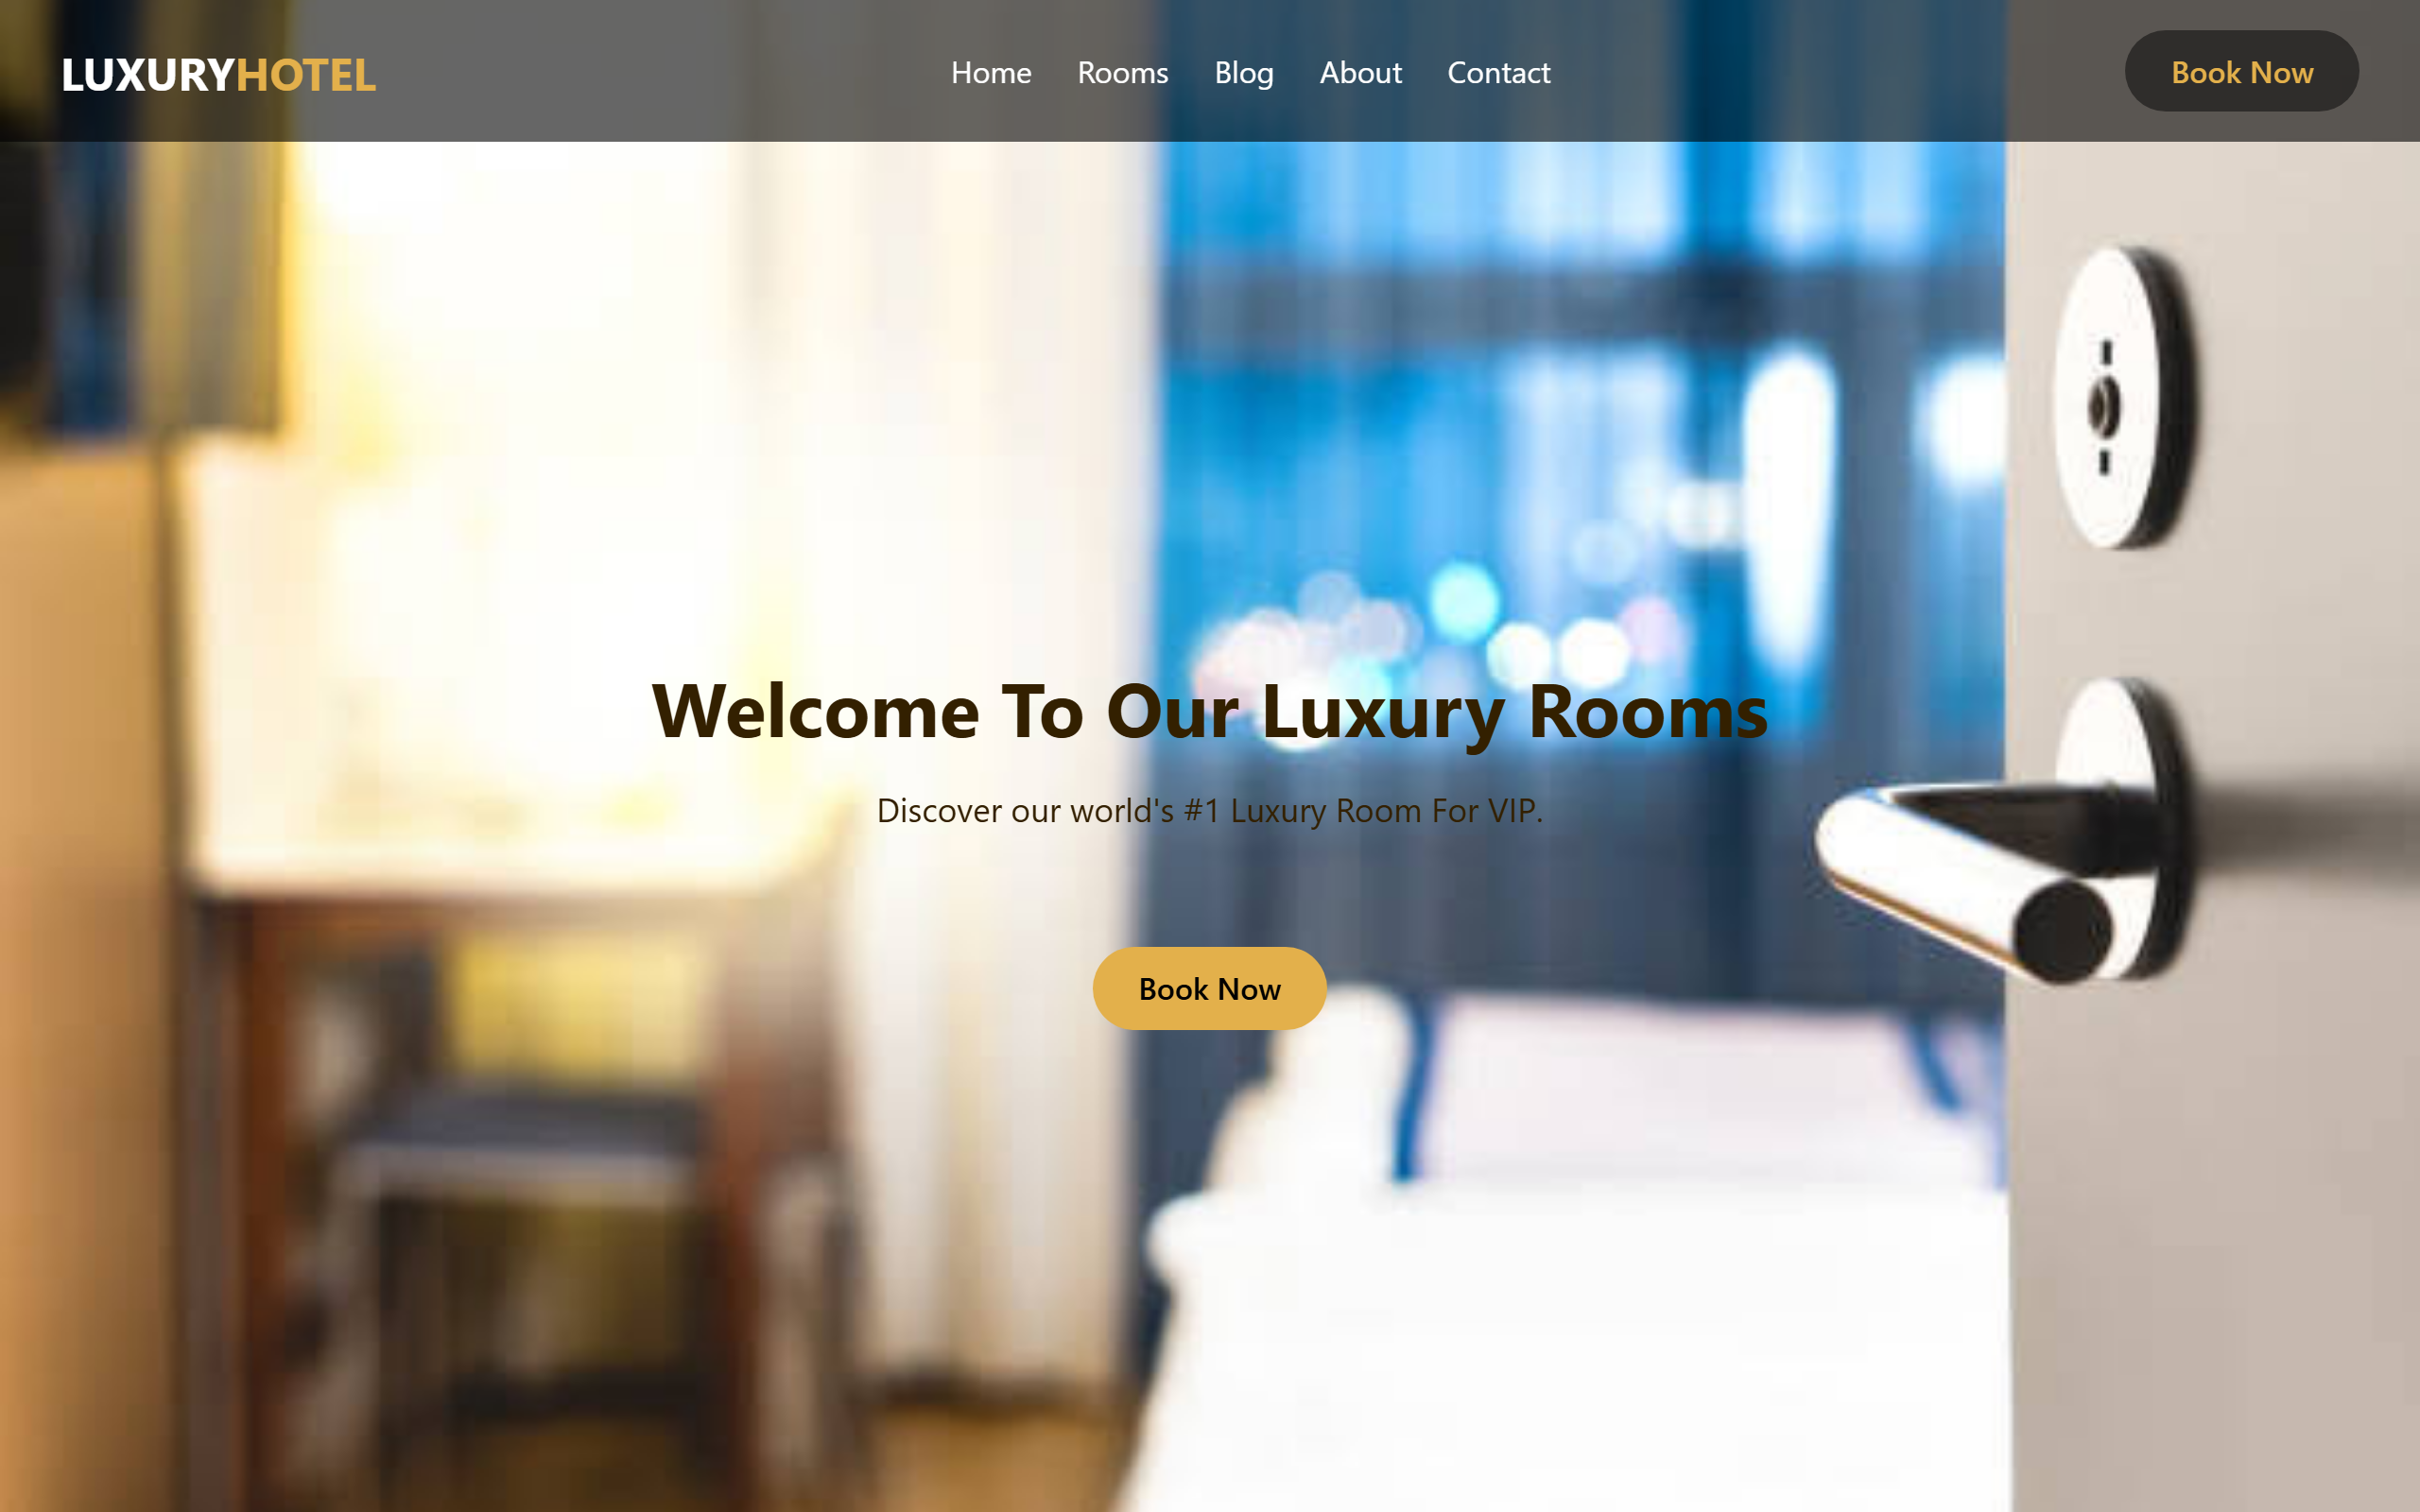 LUXURYHOTEL
Home Rooms Blog About Contact
Book Now
Welcome To Our Luxury Rooms
Discover our world's #1 Luxury Room For VIP.
Book Now